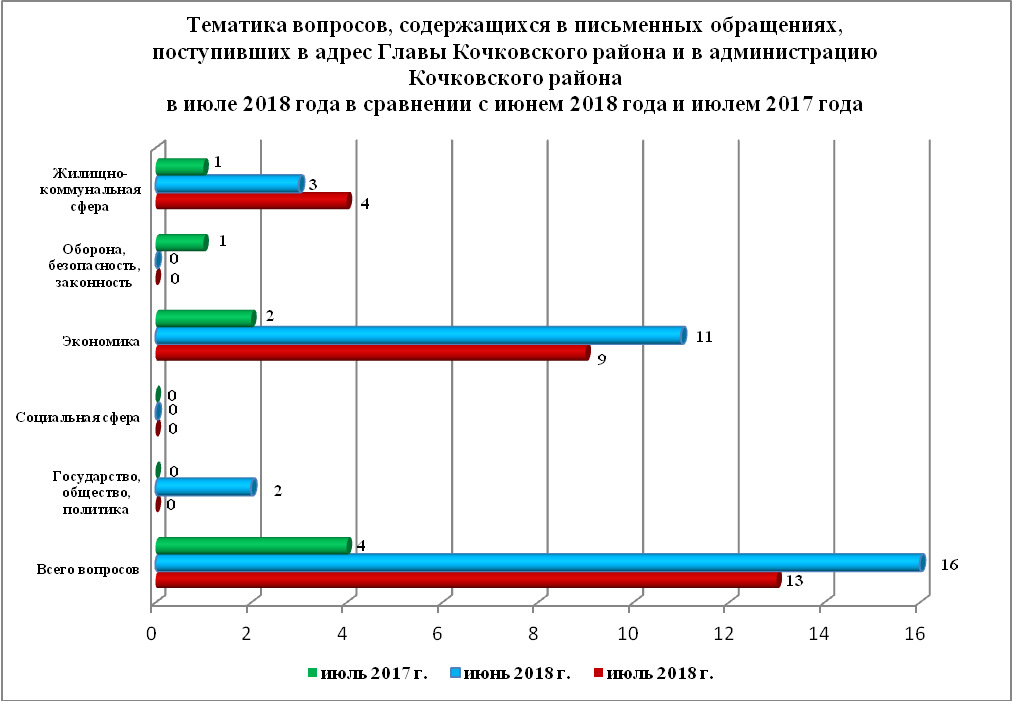 Тематика вопросов, содержащихся в письменных обращениях,
поступивших в адрес Главы Кочковского района и в администрацию
Кочковского района
в июле 2018 года в сравнении с июнем 2018 года и июлем 2017 года
Жилищно-
коммунальная
сфера
1
3
4
Оборона,
безопасность,
законность
1
0
0
Экономика
2
11
9
Социальная сфера
0
0
0
Государство,
общество,
политика
0
2
0
Всего вопросов
4
16
13
0 2 4 6 8 10 12 14 16
июль 2017 г. июнь 2018 г. июль 2018 г.